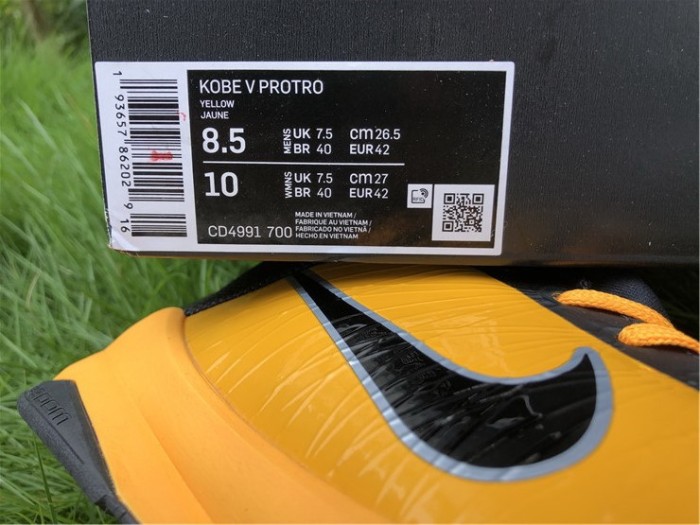 KOBE V PROTRO
YELLOW
JAUNE
8.5 MENS UK 7.5 cm 26.5
BR 40 EUR 42
10 WMNS UK 7.5 cm 27
BR 40 EUR 42
CD4991 700
MADE IN VIETNAM /
FABRIQUE AU VIETNAM /
FABRICADO NO VIETNÃ /
HECHO EN VIETNAM
1 93657 86202 9 16
zoom